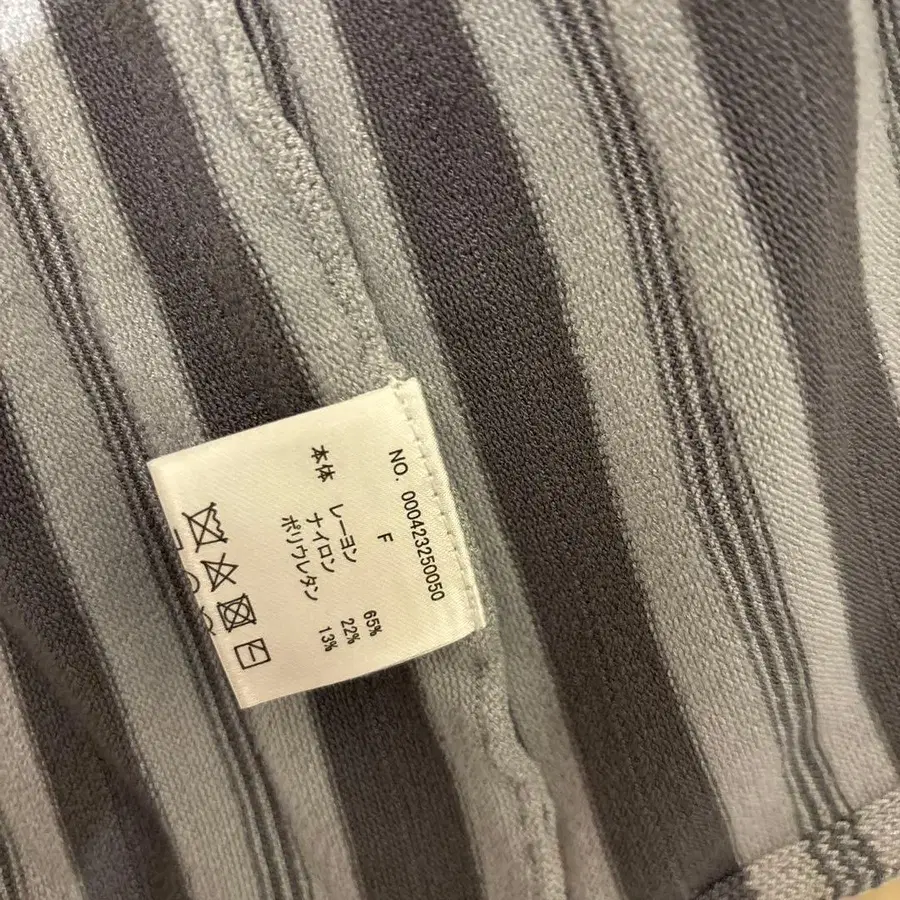 NO. 000423250050
F
本体 レーヨン 65%
ナイロン 22%
ポリウレタン 13%